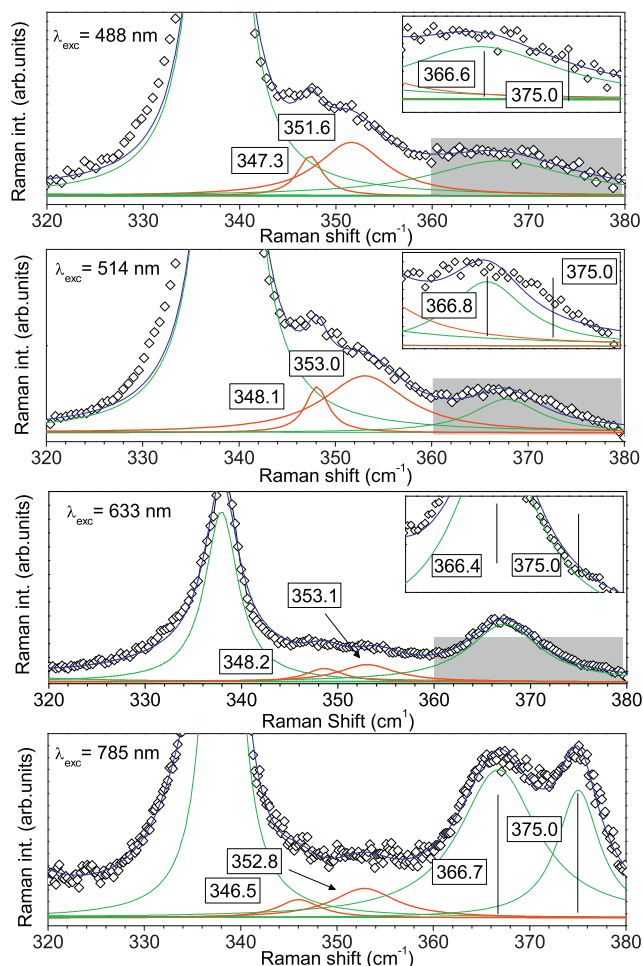 λexc= 488 nm
366.6
375.0
351.6
347.3
Raman int. (arb.units)
320 330 340 350 360 370 380
Raman shift (cm-1)
λexc= 514 nm
375.0
366.8
353.0
348.1
Raman int. (arb.units)
320 330 340 350 360 370 380
Raman shift (cm-1)
λexc= 633 nm
366.4
375.0
353.1
348.2
Raman int. (arb.units)
320 330 340 350 360 370 380
Raman Shift (cm-1)
λexc= 785 nm
375.0
352.8
366.7
346.5
Raman int. (arb.units)
320 330 340 350 360 370 380
Raman shift (cm-1)